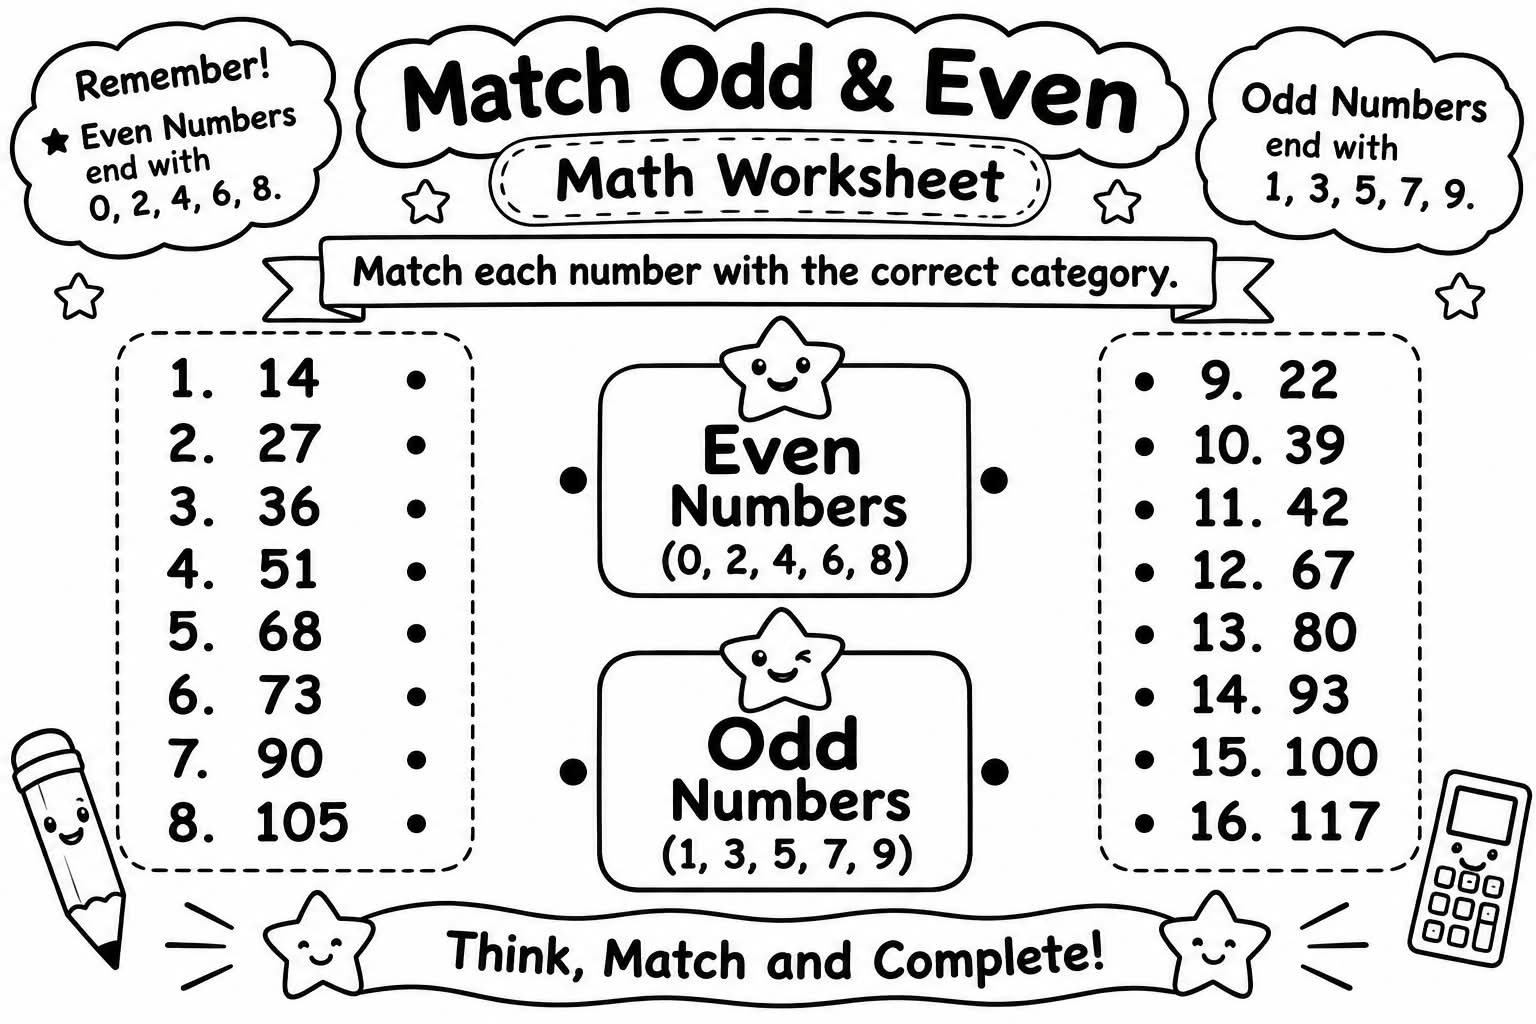 Remember!
★ Even Numbers
end with
0, 2, 4, 6, 8.
Match Odd & Even
Math Worksheet
Odd Numbers
end with
1, 3, 5, 7, 9.
Match each number with the correct category.
1. 14 •
2. 27 •
3. 36 •
4. 51 •
5. 68 •
6. 73 •
7. 90 •
8. 105 •
Even
Numbers
(0, 2, 4, 6, 8)
Odd
Numbers
(1, 3, 5, 7, 9)
• 9. 22
• 10. 39
• 11. 42
• 12. 67
• 13. 80
• 14. 93
• 15. 100
• 16. 117
Think, Match and Complete!